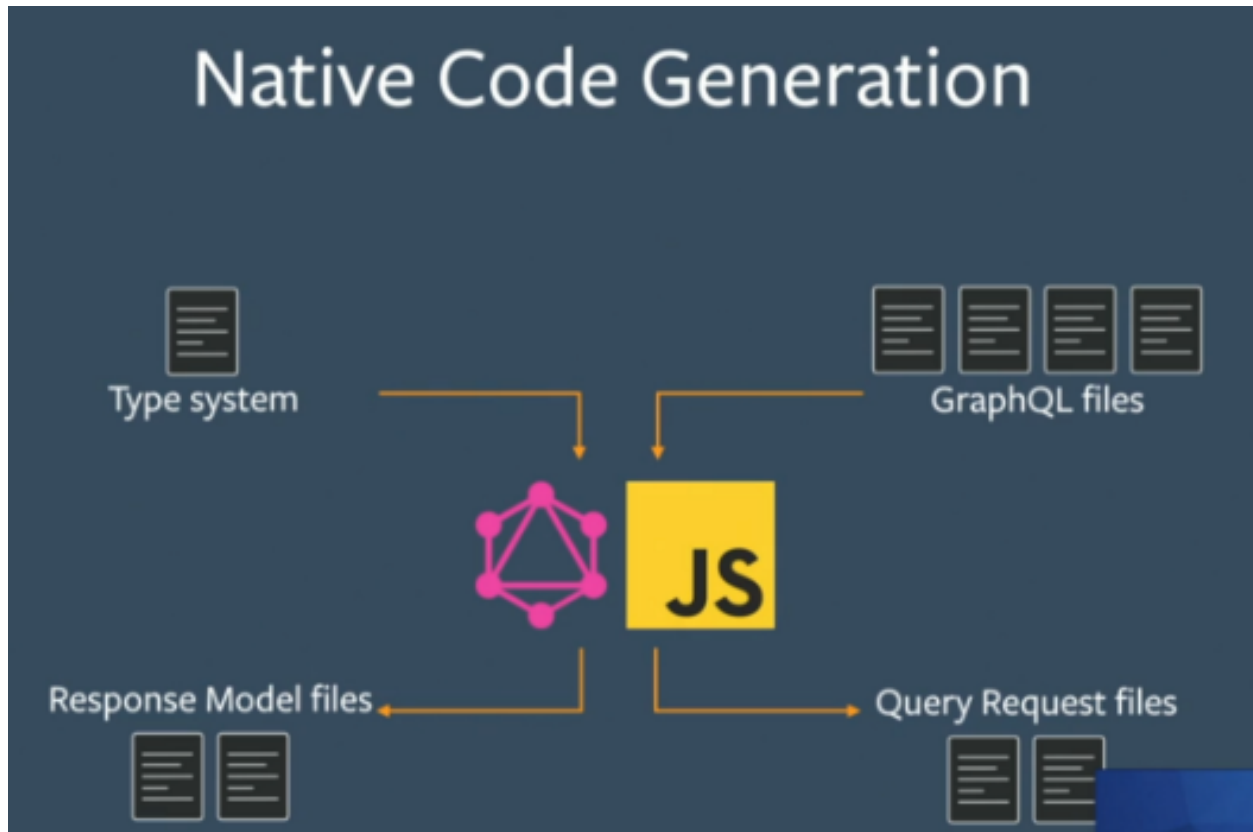 Native Code Generation
Type system
GraphQL files
JS
Response Model files
Query Request files